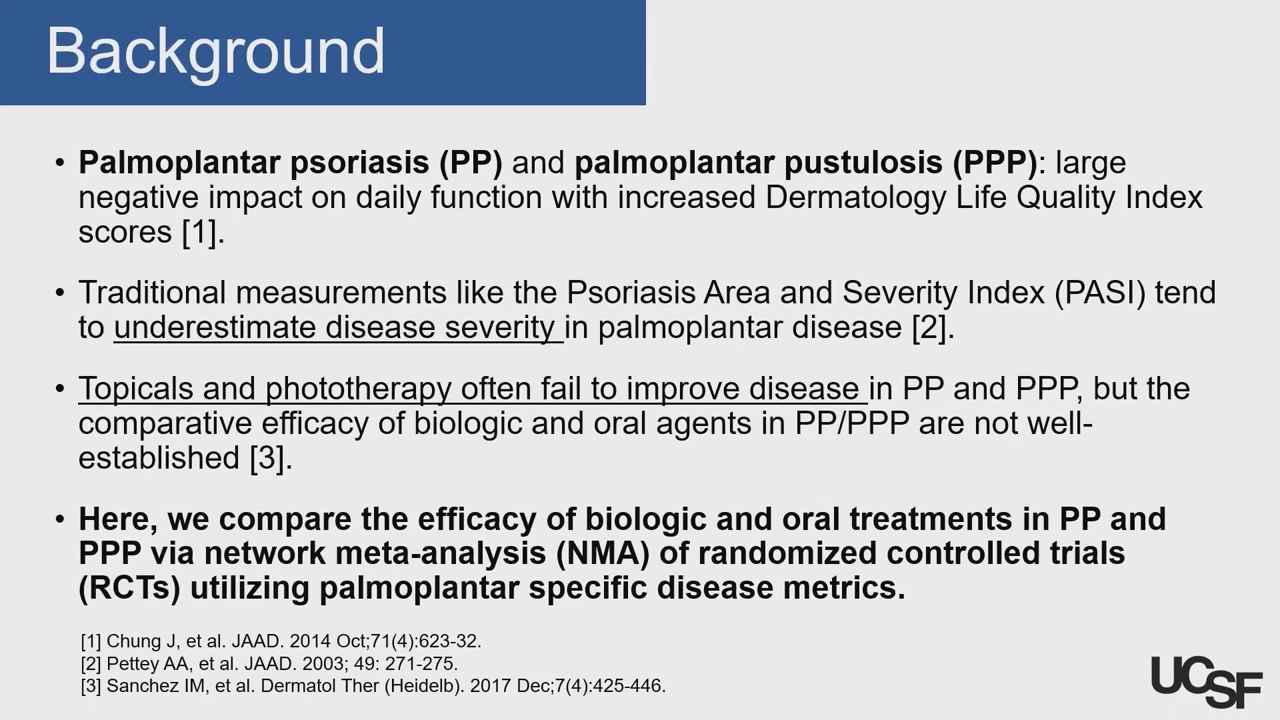 Background
• Palmoplantar psoriasis (PP) and palmoplantar pustulosis (PPP): large
negative impact on daily function with increased Dermatology Life Quality Index
scores [1].
• Traditional measurements like the Psoriasis Area and Severity Index (PASI) tend
to underestimate disease severity in palmoplantar disease [2].
• Topicals and phototherapy often fail to improve disease in PP and PPP, but the
comparative efficacy of biologic and oral agents in PP/PPP are not well-
established [3].
• Here, we compare the efficacy of biologic and oral treatments in PP and
PPP via network meta-analysis (NMA) of randomized controlled trials
(RCTs) utilizing palmoplantar specific disease metrics.
[1] Chung J, et al. JAAD. 2014 Oct;71(4):623-32.
[2] Pettey AA, et al. JAAD. 2003; 49: 271-275.
[3] Sanchez IM, et al. Dermatol Ther (Heidelb). 2017 Dec;7(4):425-446.
UCSF